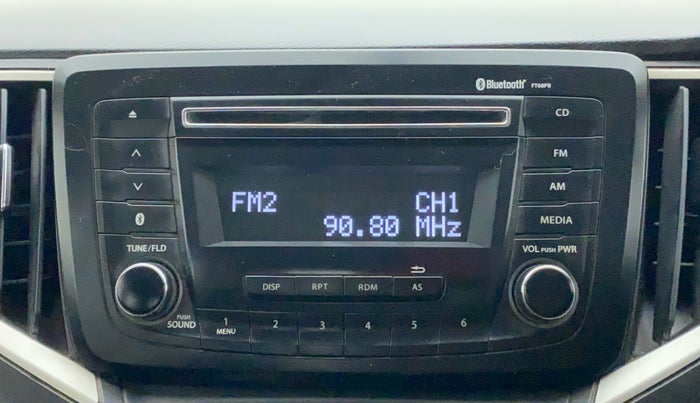 Bluetooth FT68PB
CD
FM
AM
MEDIA
FM2 CH1
90.80 MHz
TUNE/FLD
VOL PUSH PWR
DISP RPT RDM AS
PUSH
SOUND
1 2 3 4 5 6
MENU